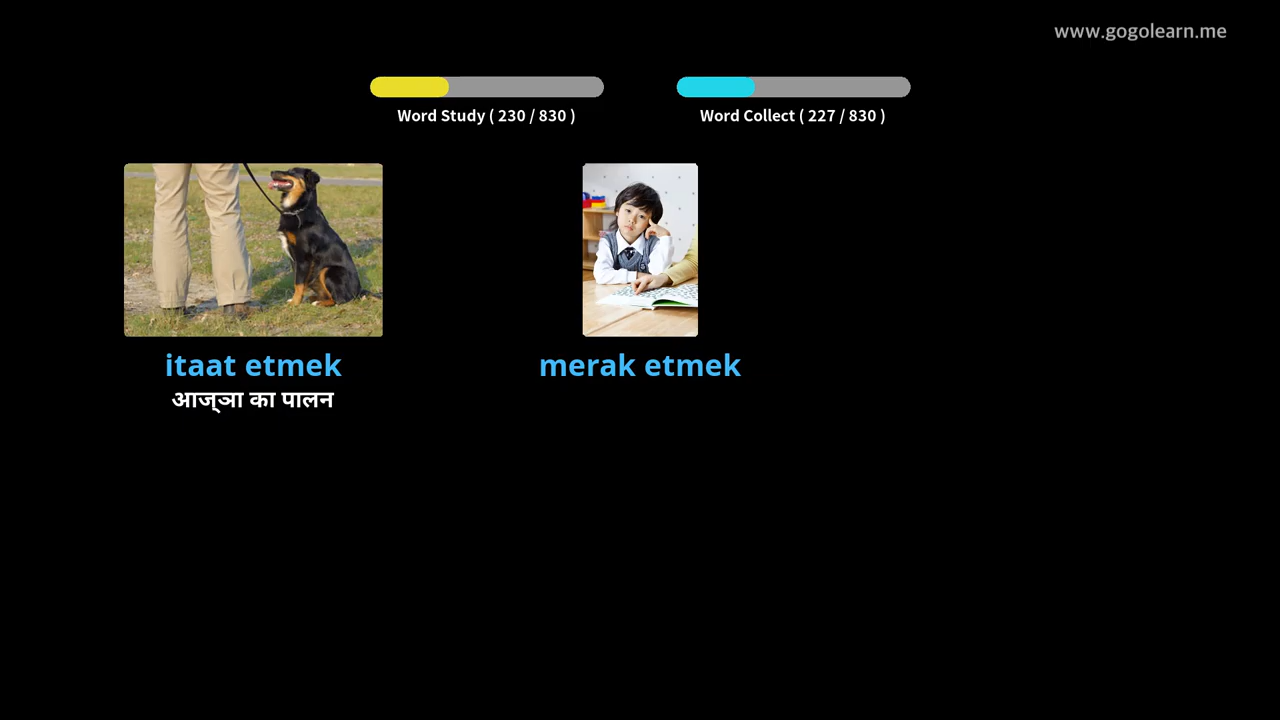 www.gogolearn.me
Word Study ( 230 / 830 )
Word Collect ( 227 / 830 )
itaat etmek
merak etmek
आज्ञा का पालन